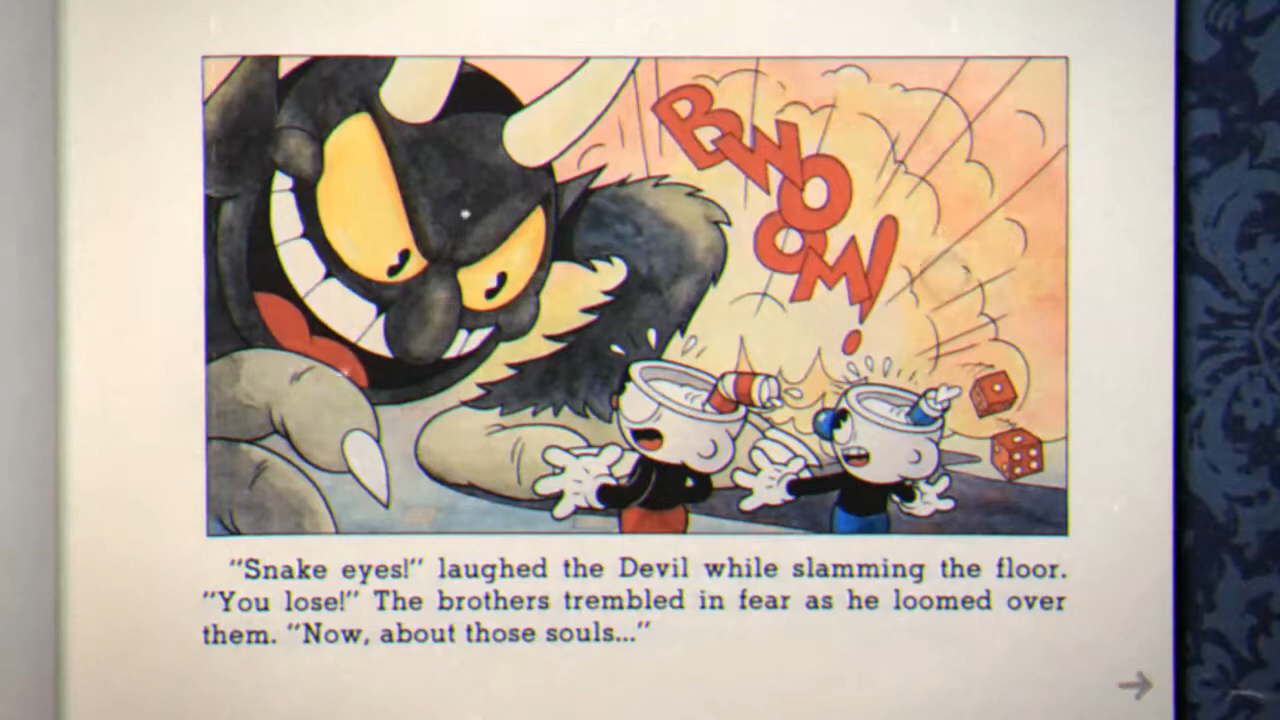 BWOOM!
"Snake eyes!" laughed the Devil while slamming the floor.
"You lose!" The brothers trembled in fear as he loomed over
them. "Now, about those souls..."